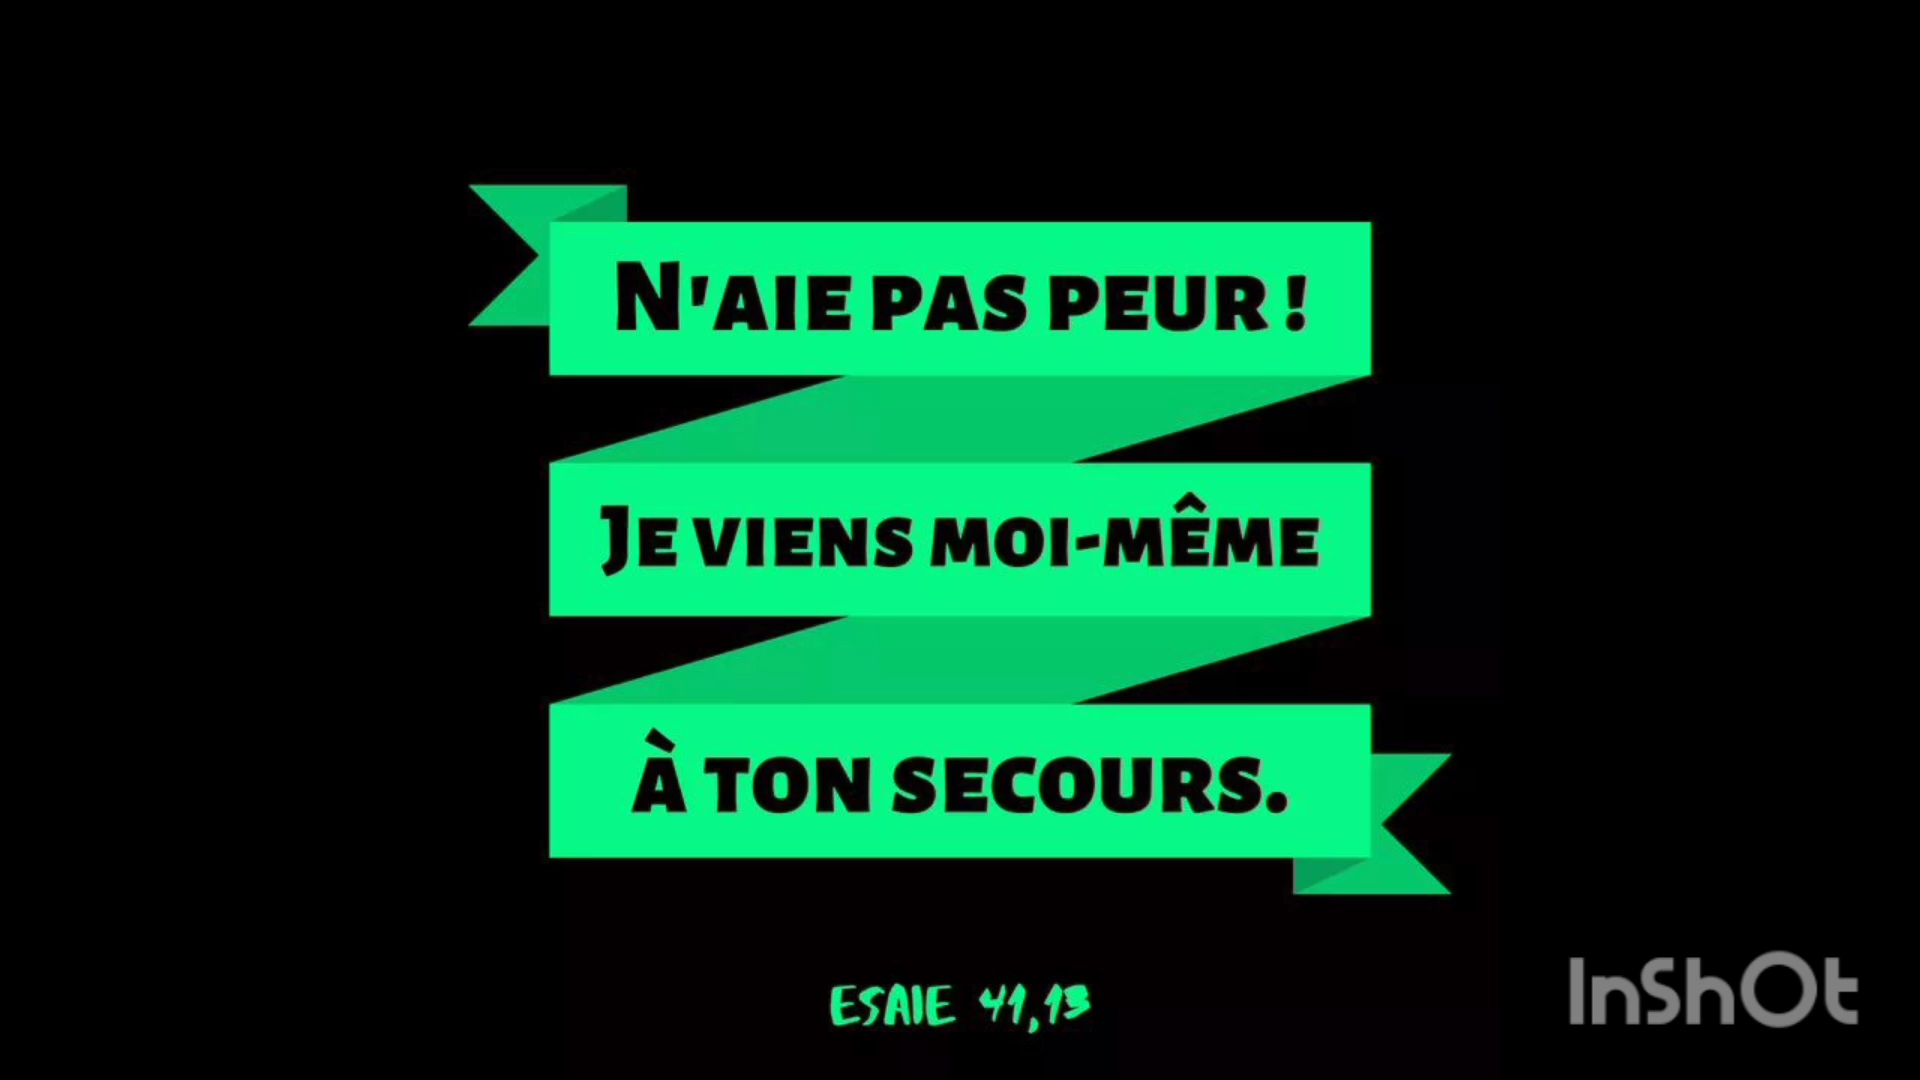 N'AIE PAS PEUR !
JE VIENS MOI-MÊME
À TON SECOURS.
ESAIE 41,13
InShOt